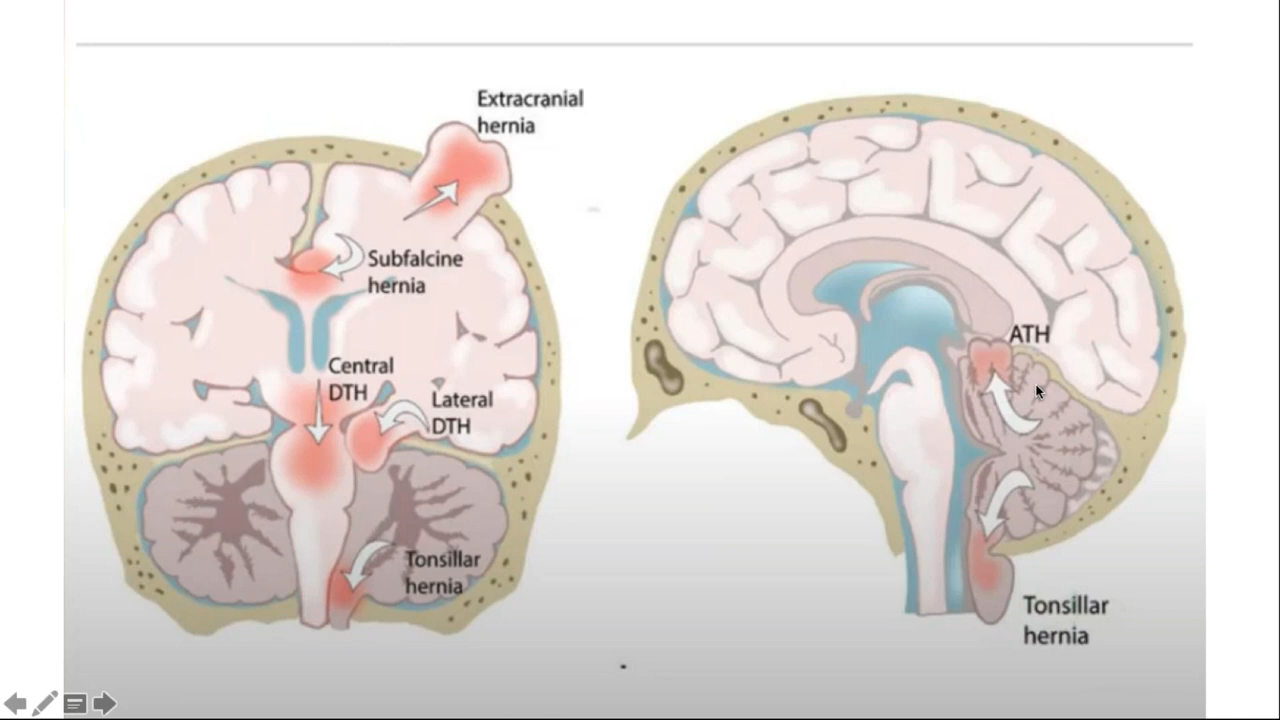 Extracranial
hernia
Subfalcine
hernia
Central
DTH
Lateral
DTH
Tonsillar
hernia
ATH
Tonsillar
hernia